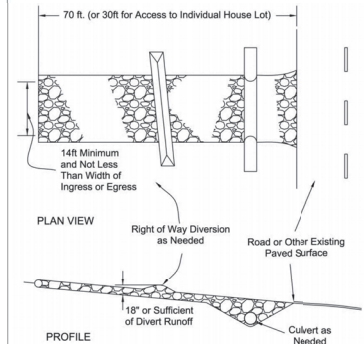 70 ft. (or 30ft for Access to Individual House Lot)
14ft Minimum
and Not Less
Than Width of
Ingress or Egress
PLAN VIEW
Right of Way Diversion
as Needed
Road or Other Existing
Paved Surface
18" or Sufficient
of Divert Runoff
Culvert as
Needed
PROFILE